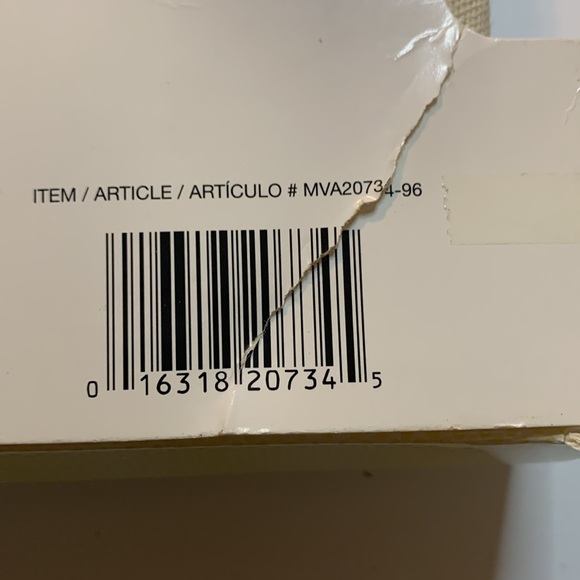 ITEM / ARTICLE / ARTÍCULO # MVA20734-96
0 16318 20734 5